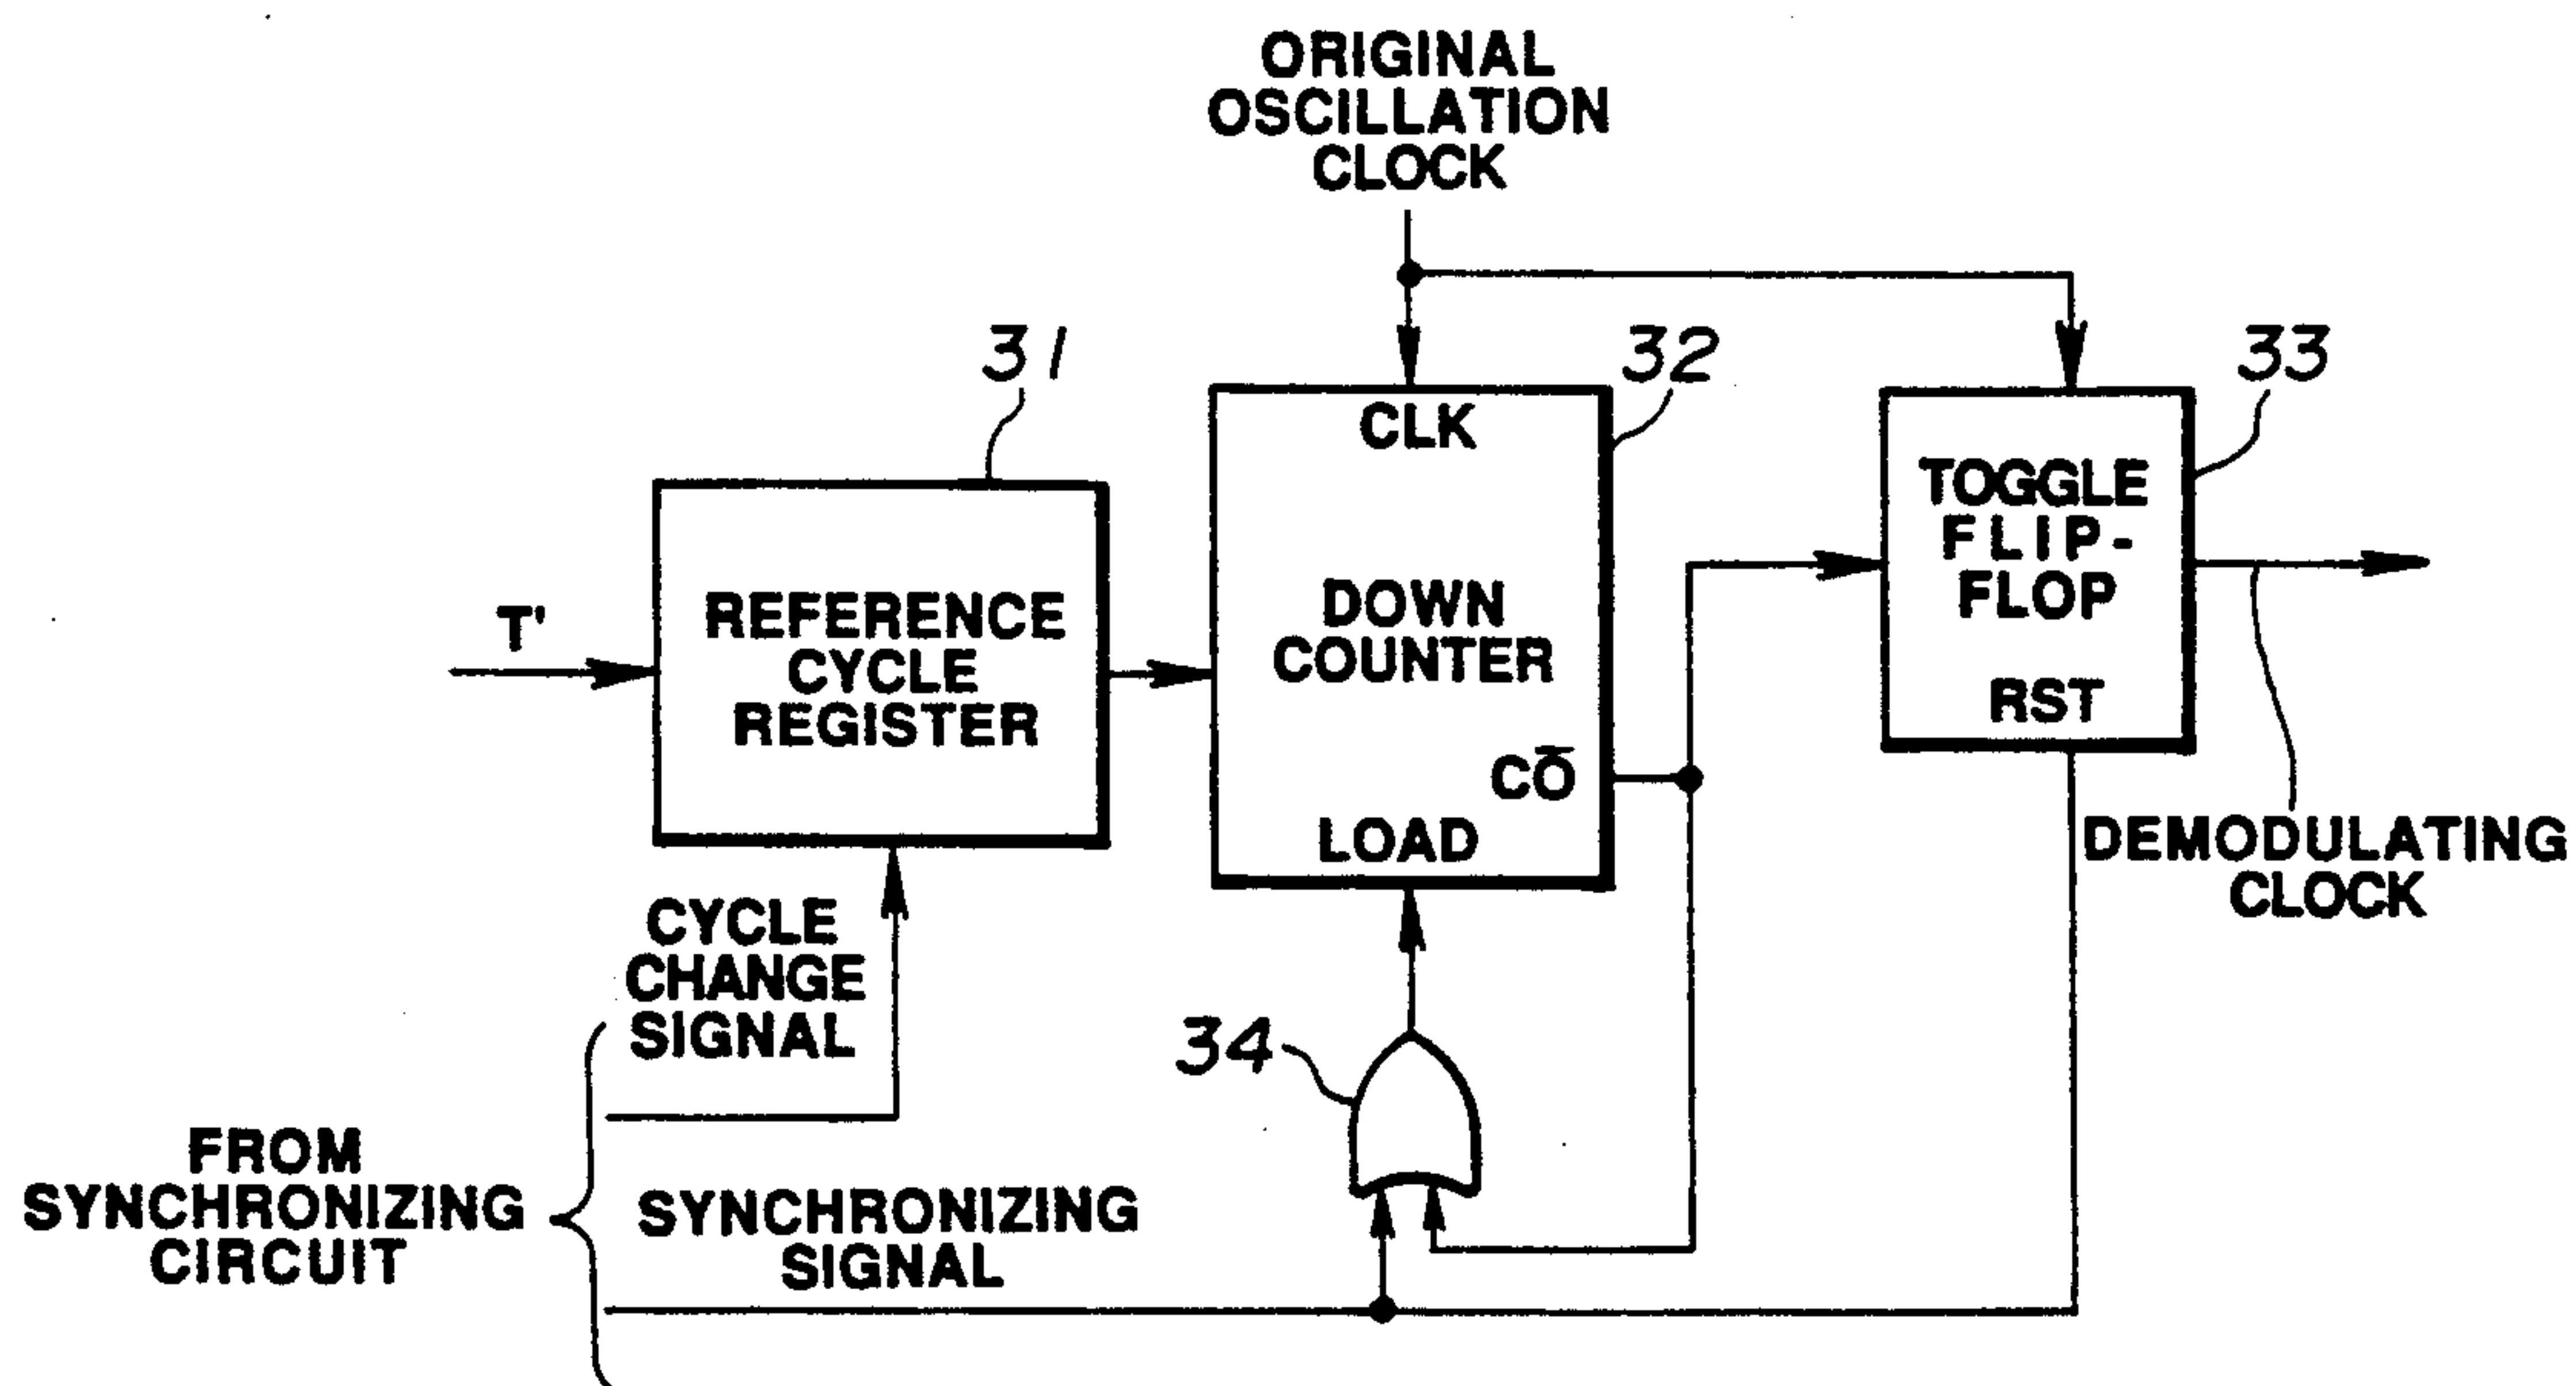 ORIGINAL
OSCILLATION
CLOCK
31
32
33
CLK
TOGGLE
FLIP-
FLOP
RST
T'
REFERENCE
CYCLE
REGISTER
DOWN
COUNTER
CŌ
LOAD
DEMODULATING
CLOCK
CYCLE
CHANGE
SIGNAL
34
FROM
SYNCHRONIZING
CIRCUIT
SYNCHRONIZING
SIGNAL